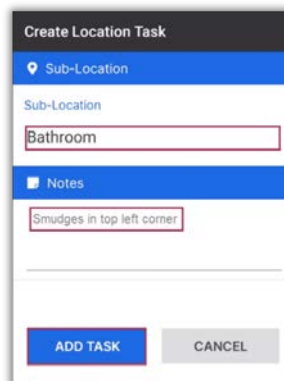 Create Location Task
Sub-Location
Sub-Location
Bathroom
Notes
Smudges in top left corner
ADD TASK CANCEL